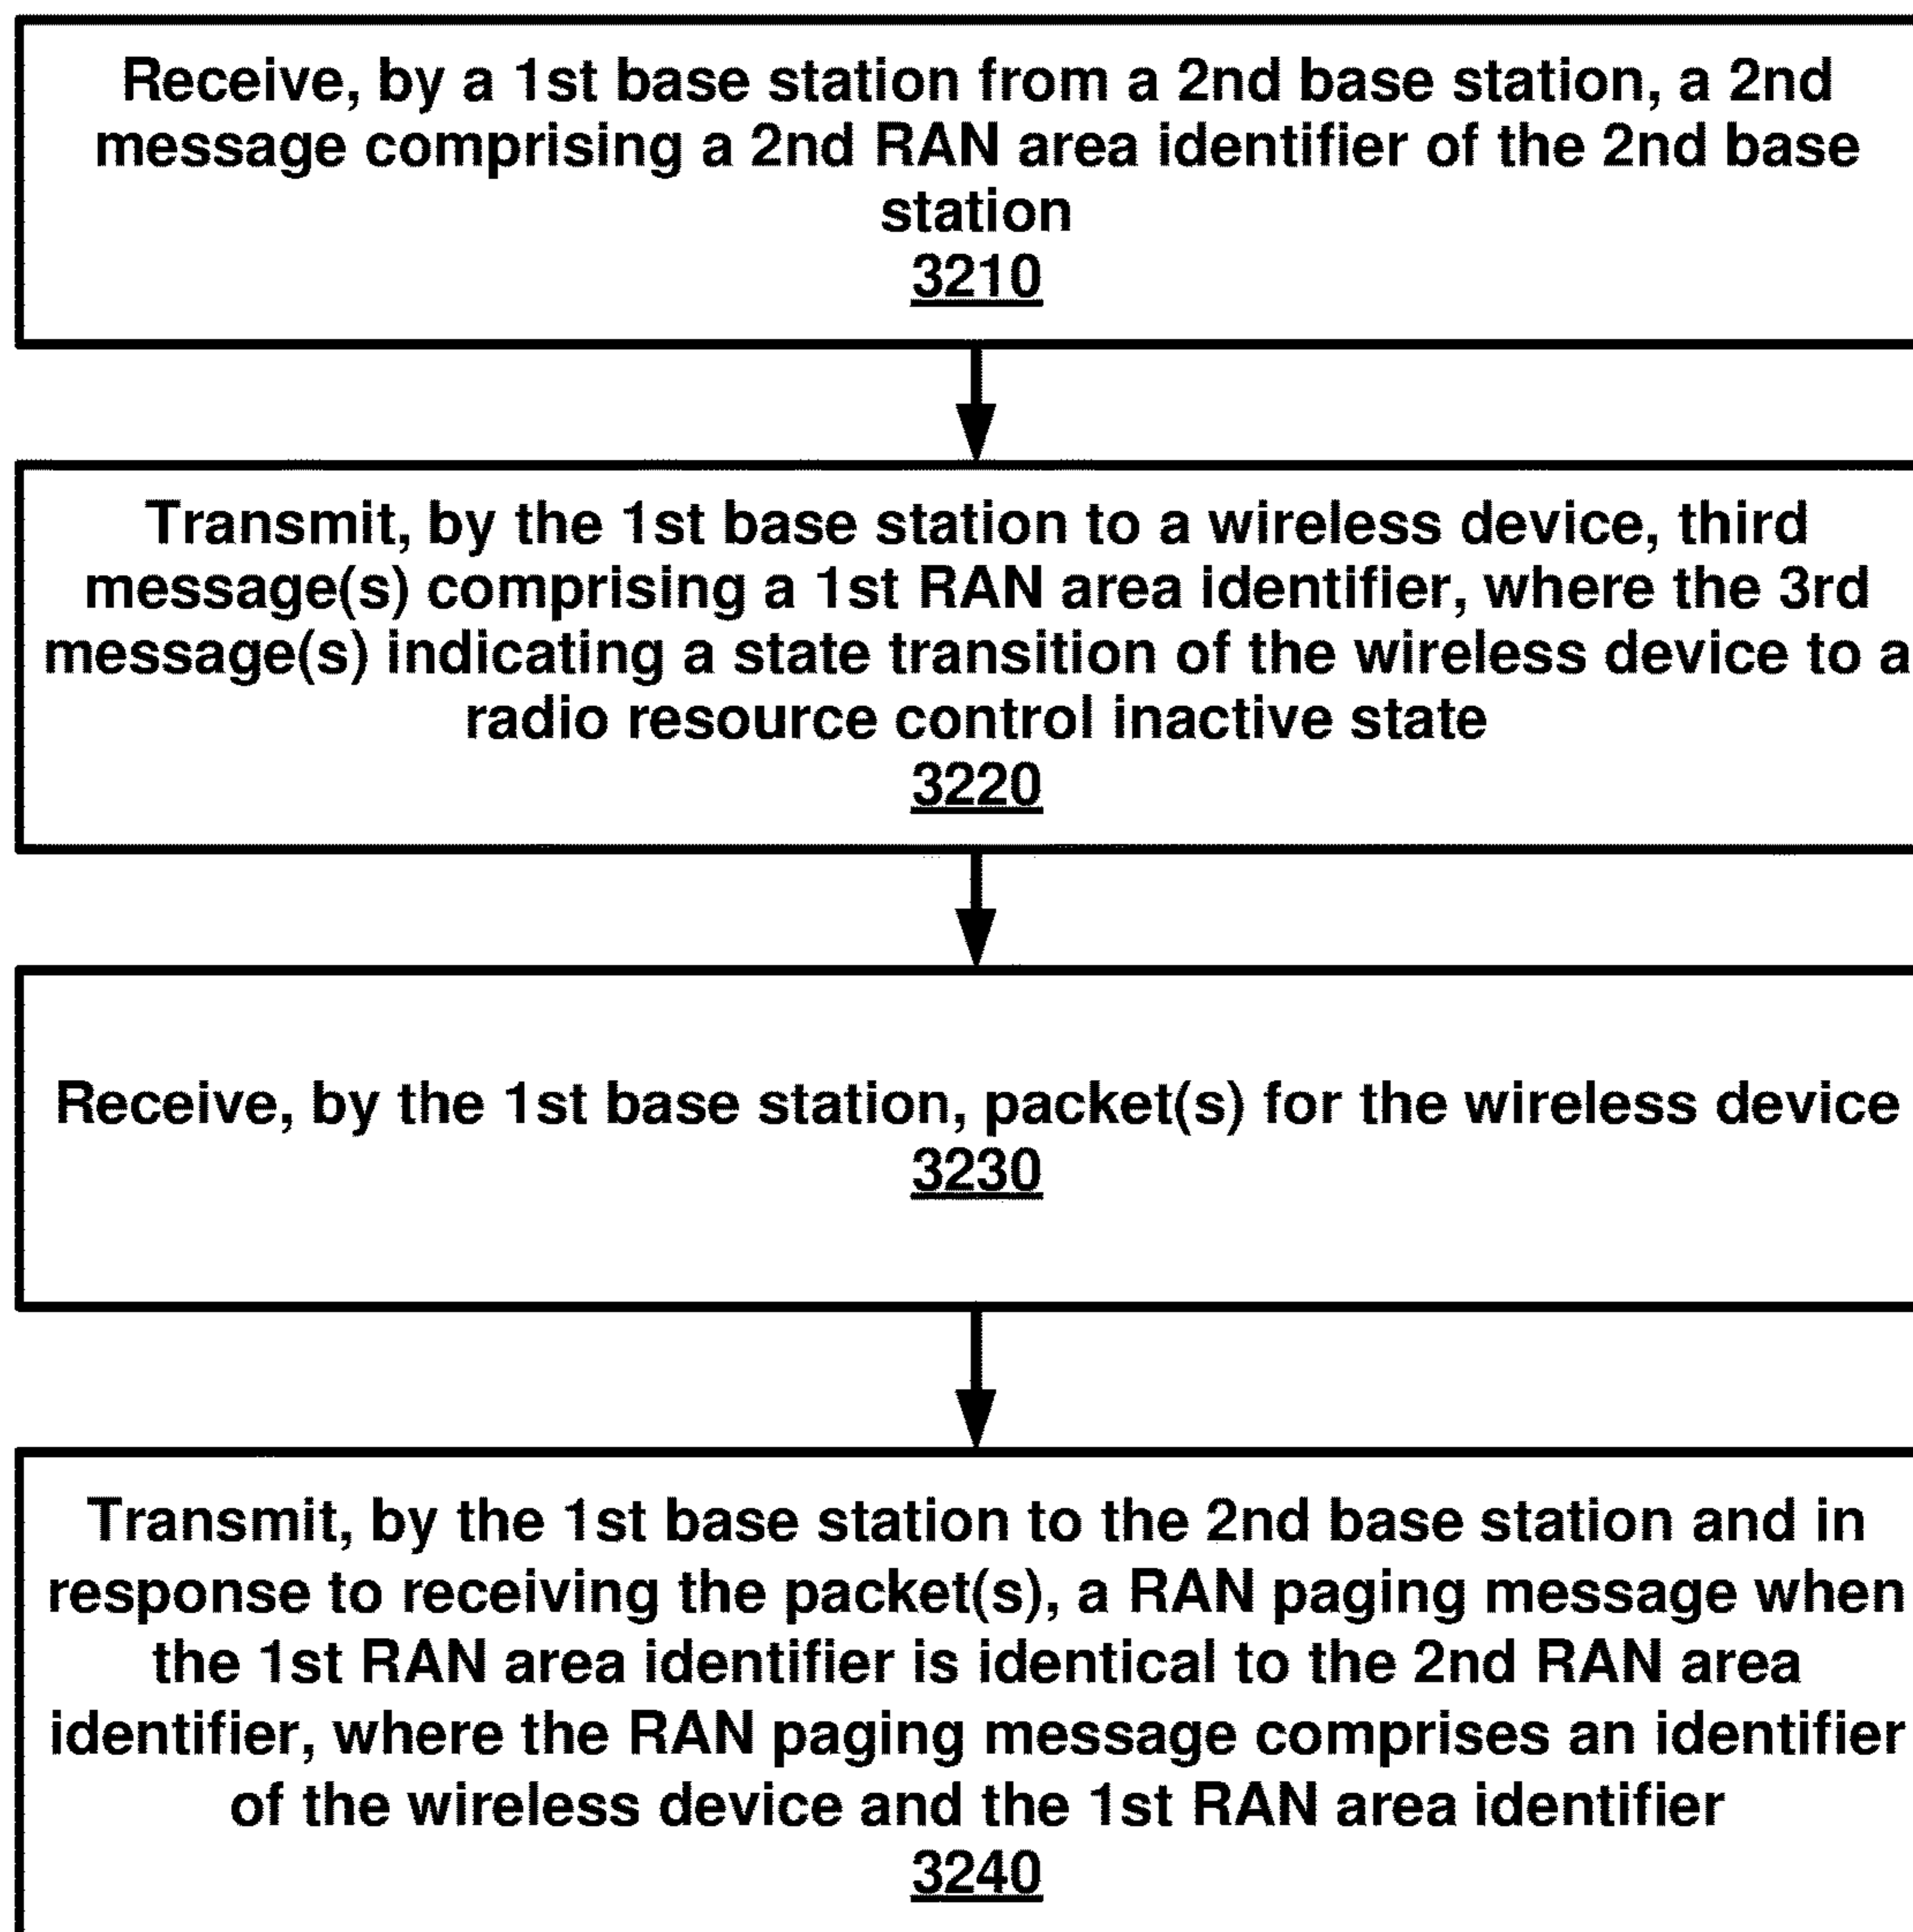 Receive, by a 1st base station from a 2nd base station, a 2nd
message comprising a 2nd RAN area identifier of the 2nd base
station
3210
Transmit, by the 1st base station to a wireless device, third
message(s) comprising a 1st RAN area identifier, where the 3rd
message(s) indicating a state transition of the wireless device to a
radio resource control inactive state
3220
Receive, by the 1st base station, packet(s) for the wireless device
3230
Transmit, by the 1st base station to the 2nd base station and in
response to receiving the packet(s), a RAN paging message when
the 1st RAN area identifier is identical to the 2nd RAN area
identifier, where the RAN paging message comprises an identifier
of the wireless device and the 1st RAN area identifier
3240